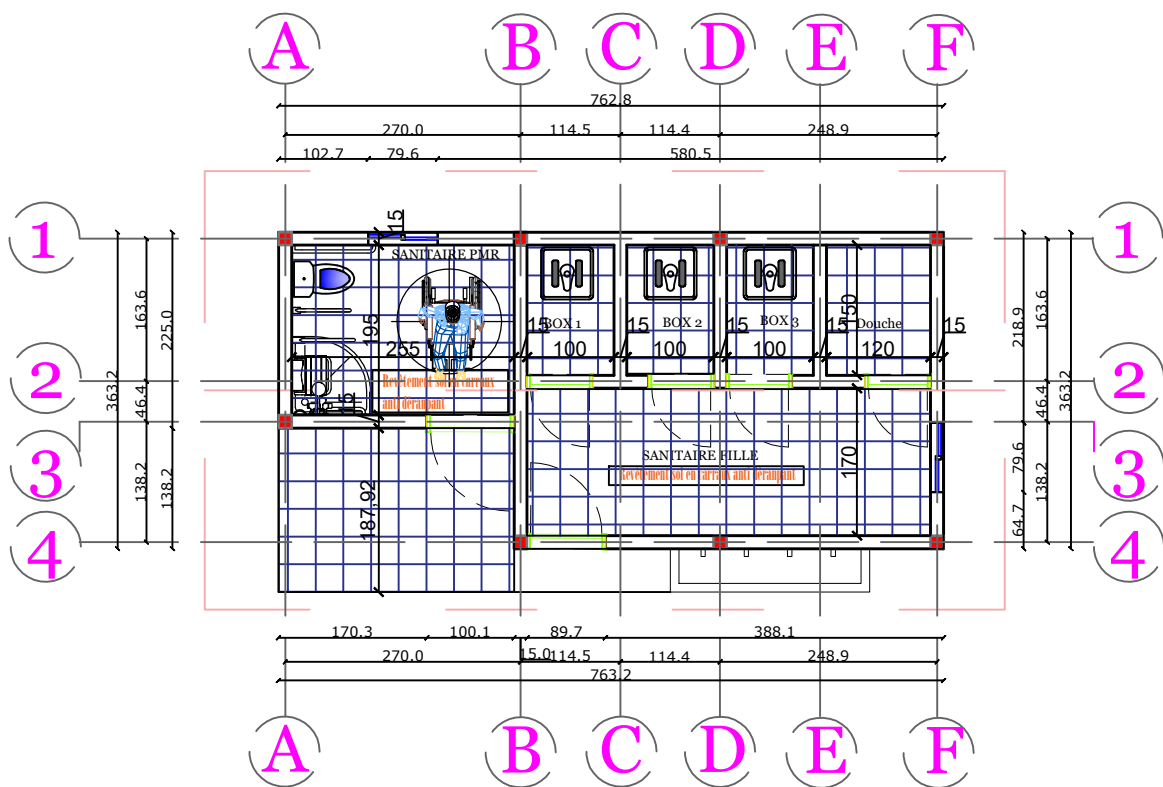 A B C D E F
762.8
270.0 114.5 114.4 248.9
102.7 79.6 580.5
1 1
15
SANITAIRE PMR
363.2 163.6 225.0
218.9 163.6 363.2
195 255
BOX 1 BOX 2 BOX 3 Douche
150
15 15 15 15
100 100 100 120
2 2
Revêtement sol en carraux
anti dérapant
15
46.4 46.4
3 3
SANITAIRE FILLE
Revêtement sol en carraux anti dérapant
170
138.2 138.2
79.6 138.2
187,92
64.7
4 4
170.3 100.1 89.7 388.1
15.0
270.0 114.5 114.4 248.9
763.2
A B C D E F